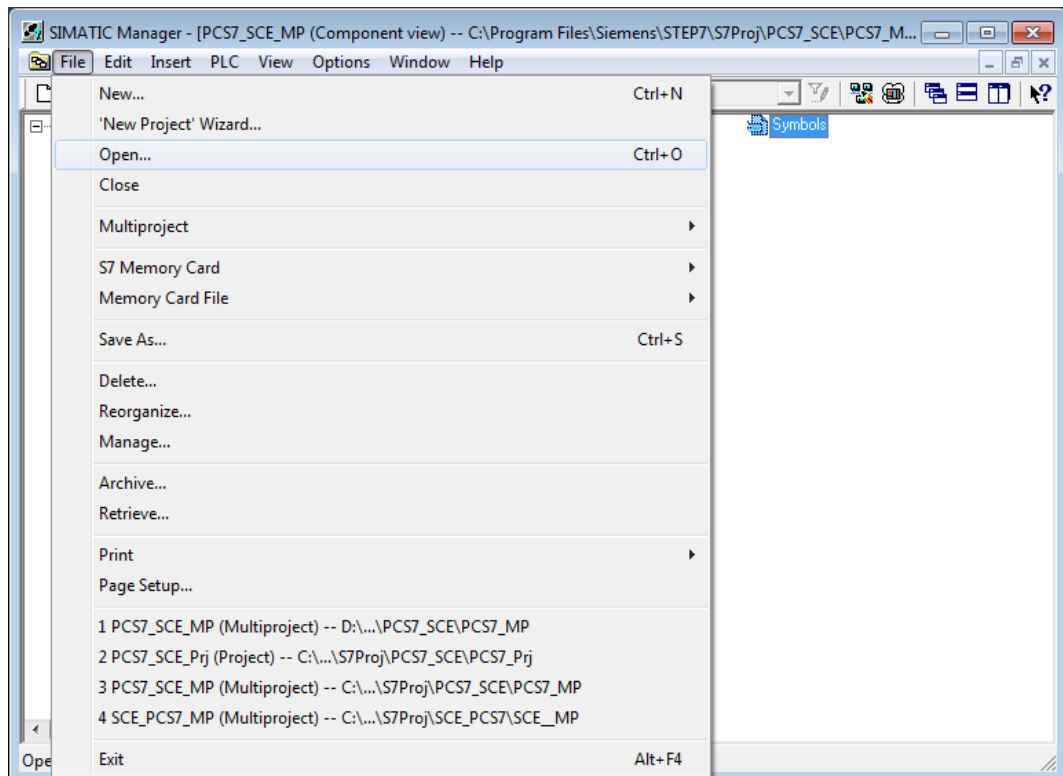 SIMATIC Manager - [PCS7_SCE_MP (Component view) -- C:\Program Files\Siemens\STEP7\S7Proj\PCS7_SCE\PCS7_M...
File Edit Insert PLC View Options Window Help
New... Ctrl+N
'New Project' Wizard...
Symbols
Open... Ctrl+O
Close
Multiproject
S7 Memory Card
Memory Card File
Save As... Ctrl+S
Delete...
Reorganize...
Manage...
Archive...
Retrieve...
Print
Page Setup...
1 PCS7_SCE_MP (Multiproject) -- D:\...\PCS7_SCE\PCS7_MP
2 PCS7_SCE_Prj (Project) -- C:\...\S7Proj\PCS7_SCE\PCS7_Prj
3 PCS7_SCE_MP (Multiproject) -- C:\...\S7Proj\PCS7_SCE\PCS7_MP
4 SCE_PCS7_MP (Multiproject) -- C:\...\S7Proj\SCE_PCS7\SCE__MP
Ope
Exit Alt+F4